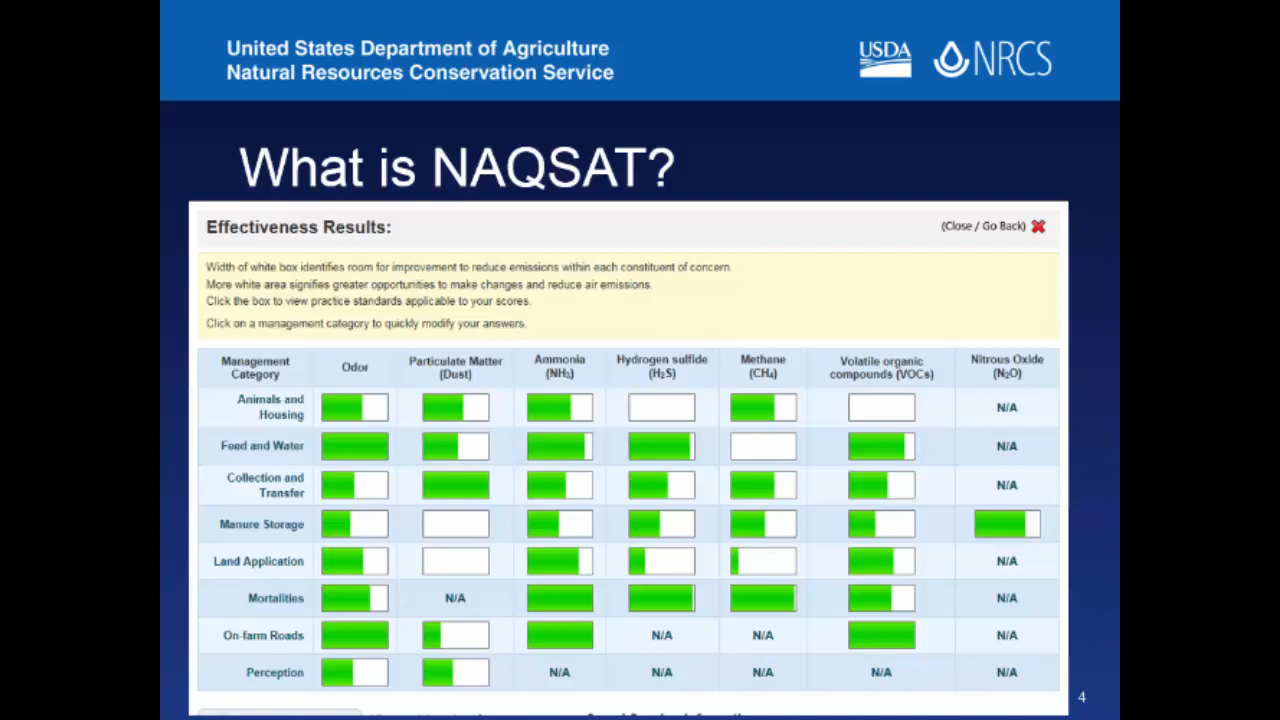 United States Department of Agriculture
Natural Resources Conservation Service
USDA NRCS
What is NAQSAT?
Effectiveness Results:
(Close / Go Back)
Width of white box identifies room for improvement to reduce emissions within each constituent of concern.
More white area signifies greater opportunities to make changes and reduce air emissions.
Click the box to view practice standards applicable to your scores.
Click on a management category to quickly modify your answers.
Management Category Odor Particulate Matter (Dust) Ammonia (NH₃) Hydrogen sulfide (H₂S) Methane (CH₄) Volatile organic compounds (VOCs) Nitrous Oxide (N₂O)
Animals and Housing N/A
Feed and Water N/A
Collection and Transfer N/A
Manure Storage
Land Application N/A
Mortalities N/A N/A
On-farm Roads N/A N/A N/A
Perception N/A N/A N/A N/A N/A
4